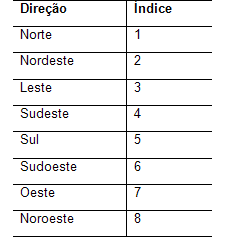 Direção Índice
Norte 1
Nordeste 2
Leste 3
Sudeste 4
Sul 5
Sudoeste 6
Oeste 7
Noroeste 8